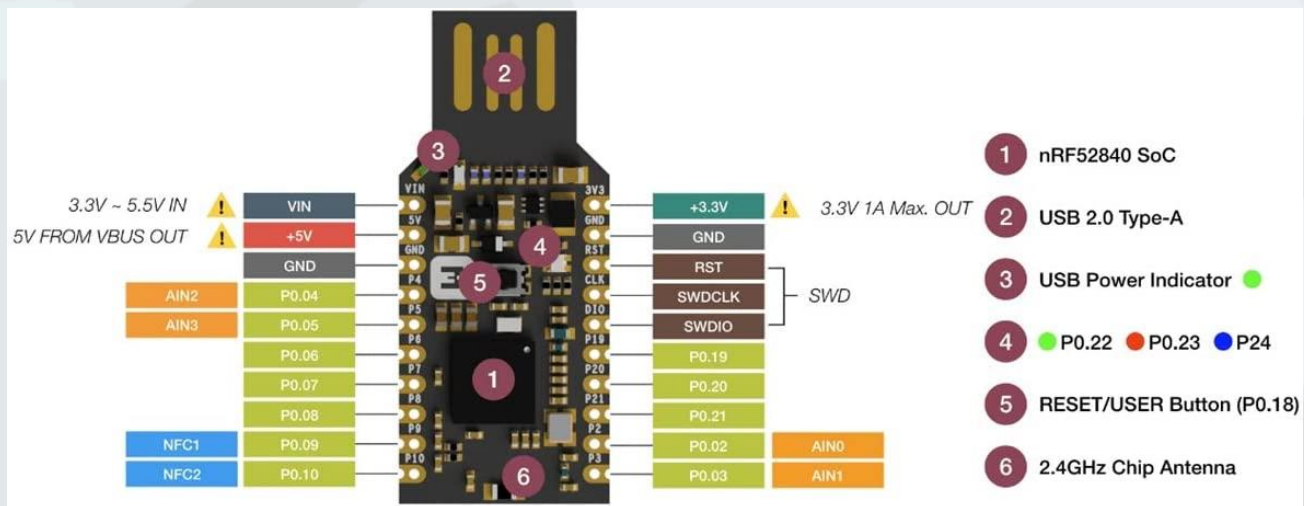 2
3
VIN
3V3
1 nRF52840 SoC
2 USB 2.0 Type-A
3 USB Power Indicator
4 P0.22 P0.23 P24
5 RESET/USER Button (P0.18)
6 2.4GHz Chip Antenna
3.3V ~ 5.5V IN VIN
5V FROM VBUS OUT +5V
GND
AIN2 P0.04
AIN3 P0.05
P0.06
P0.07
P0.08
NFC1 P0.09
NFC2 P0.10
5V
GND
P4
P5
P6
P7
P8
P9
P10
4
5
1
6
GND
RST
CLK
DIO
P19
P20
P21
P2
P3
+3.3V 3.3V 1A Max. OUT
GND
RST
SWDCLK SWD
SWDIO
P0.19
P0.20
P0.21
P0.02 AIN0
P0.03 AIN1